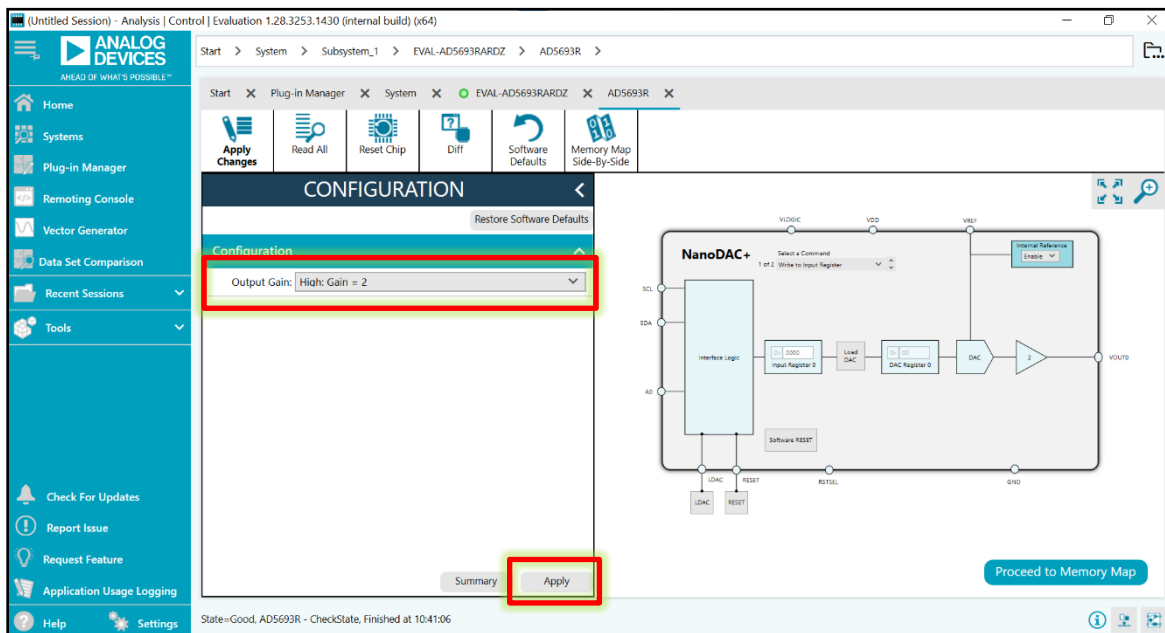 (Untitled Session) - Analysis | Control | Evaluation 1.28.3253.1430 (internal build) (x64)
ANALOG
DEVICES
AHEAD OF WHAT'S POSSIBLE™
Home
Systems
Plug-in Manager
Remoting Console
Vector Generator
Data Set Comparison
Recent Sessions
Tools
Check For Updates
Report Issue
Request Feature
Application Usage Logging
Help Settings
Start > System > Subsystem_1 > EVAL-AD5693RARDZ > AD5693R >
Start X Plug-in Manager X System X EVAL-AD5693RARDZ X AD5693R X
Apply
Changes
Read All
Reset Chip
Diff
Software
Defaults
Memory Map
Side-By-Side
CONFIGURATION
Restore Software Defaults
Configuration
Output Gain: High: Gain = 2
Summary
Apply
VLOGIC VDD VREF
NanoDAC+
Select a Command
1 of 2 Write to Input Register
Internal Reference
Enable
SCL
SDA
A0
Interface Logic
0x 0000
Input Register 0
Load
DAC
0x 00
DAC Register 0
DAC
2
VOUT0
Software RESET
LDAC RESET RSTSEL GND
LDAC RESET
Proceed to Memory Map
State=Good, AD5693R - CheckState, Finished at 10:41:06